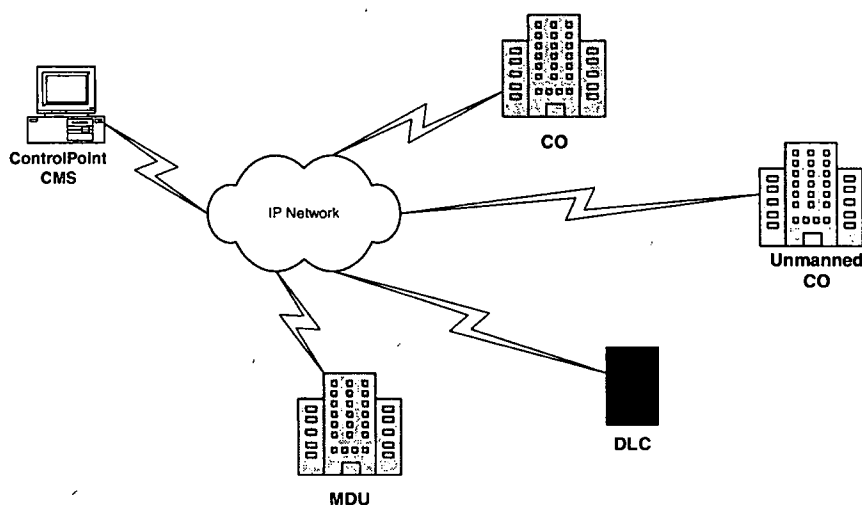 CO
ControlPoint
CMS
IP Network
Unmanned
CO
DLC
MDU